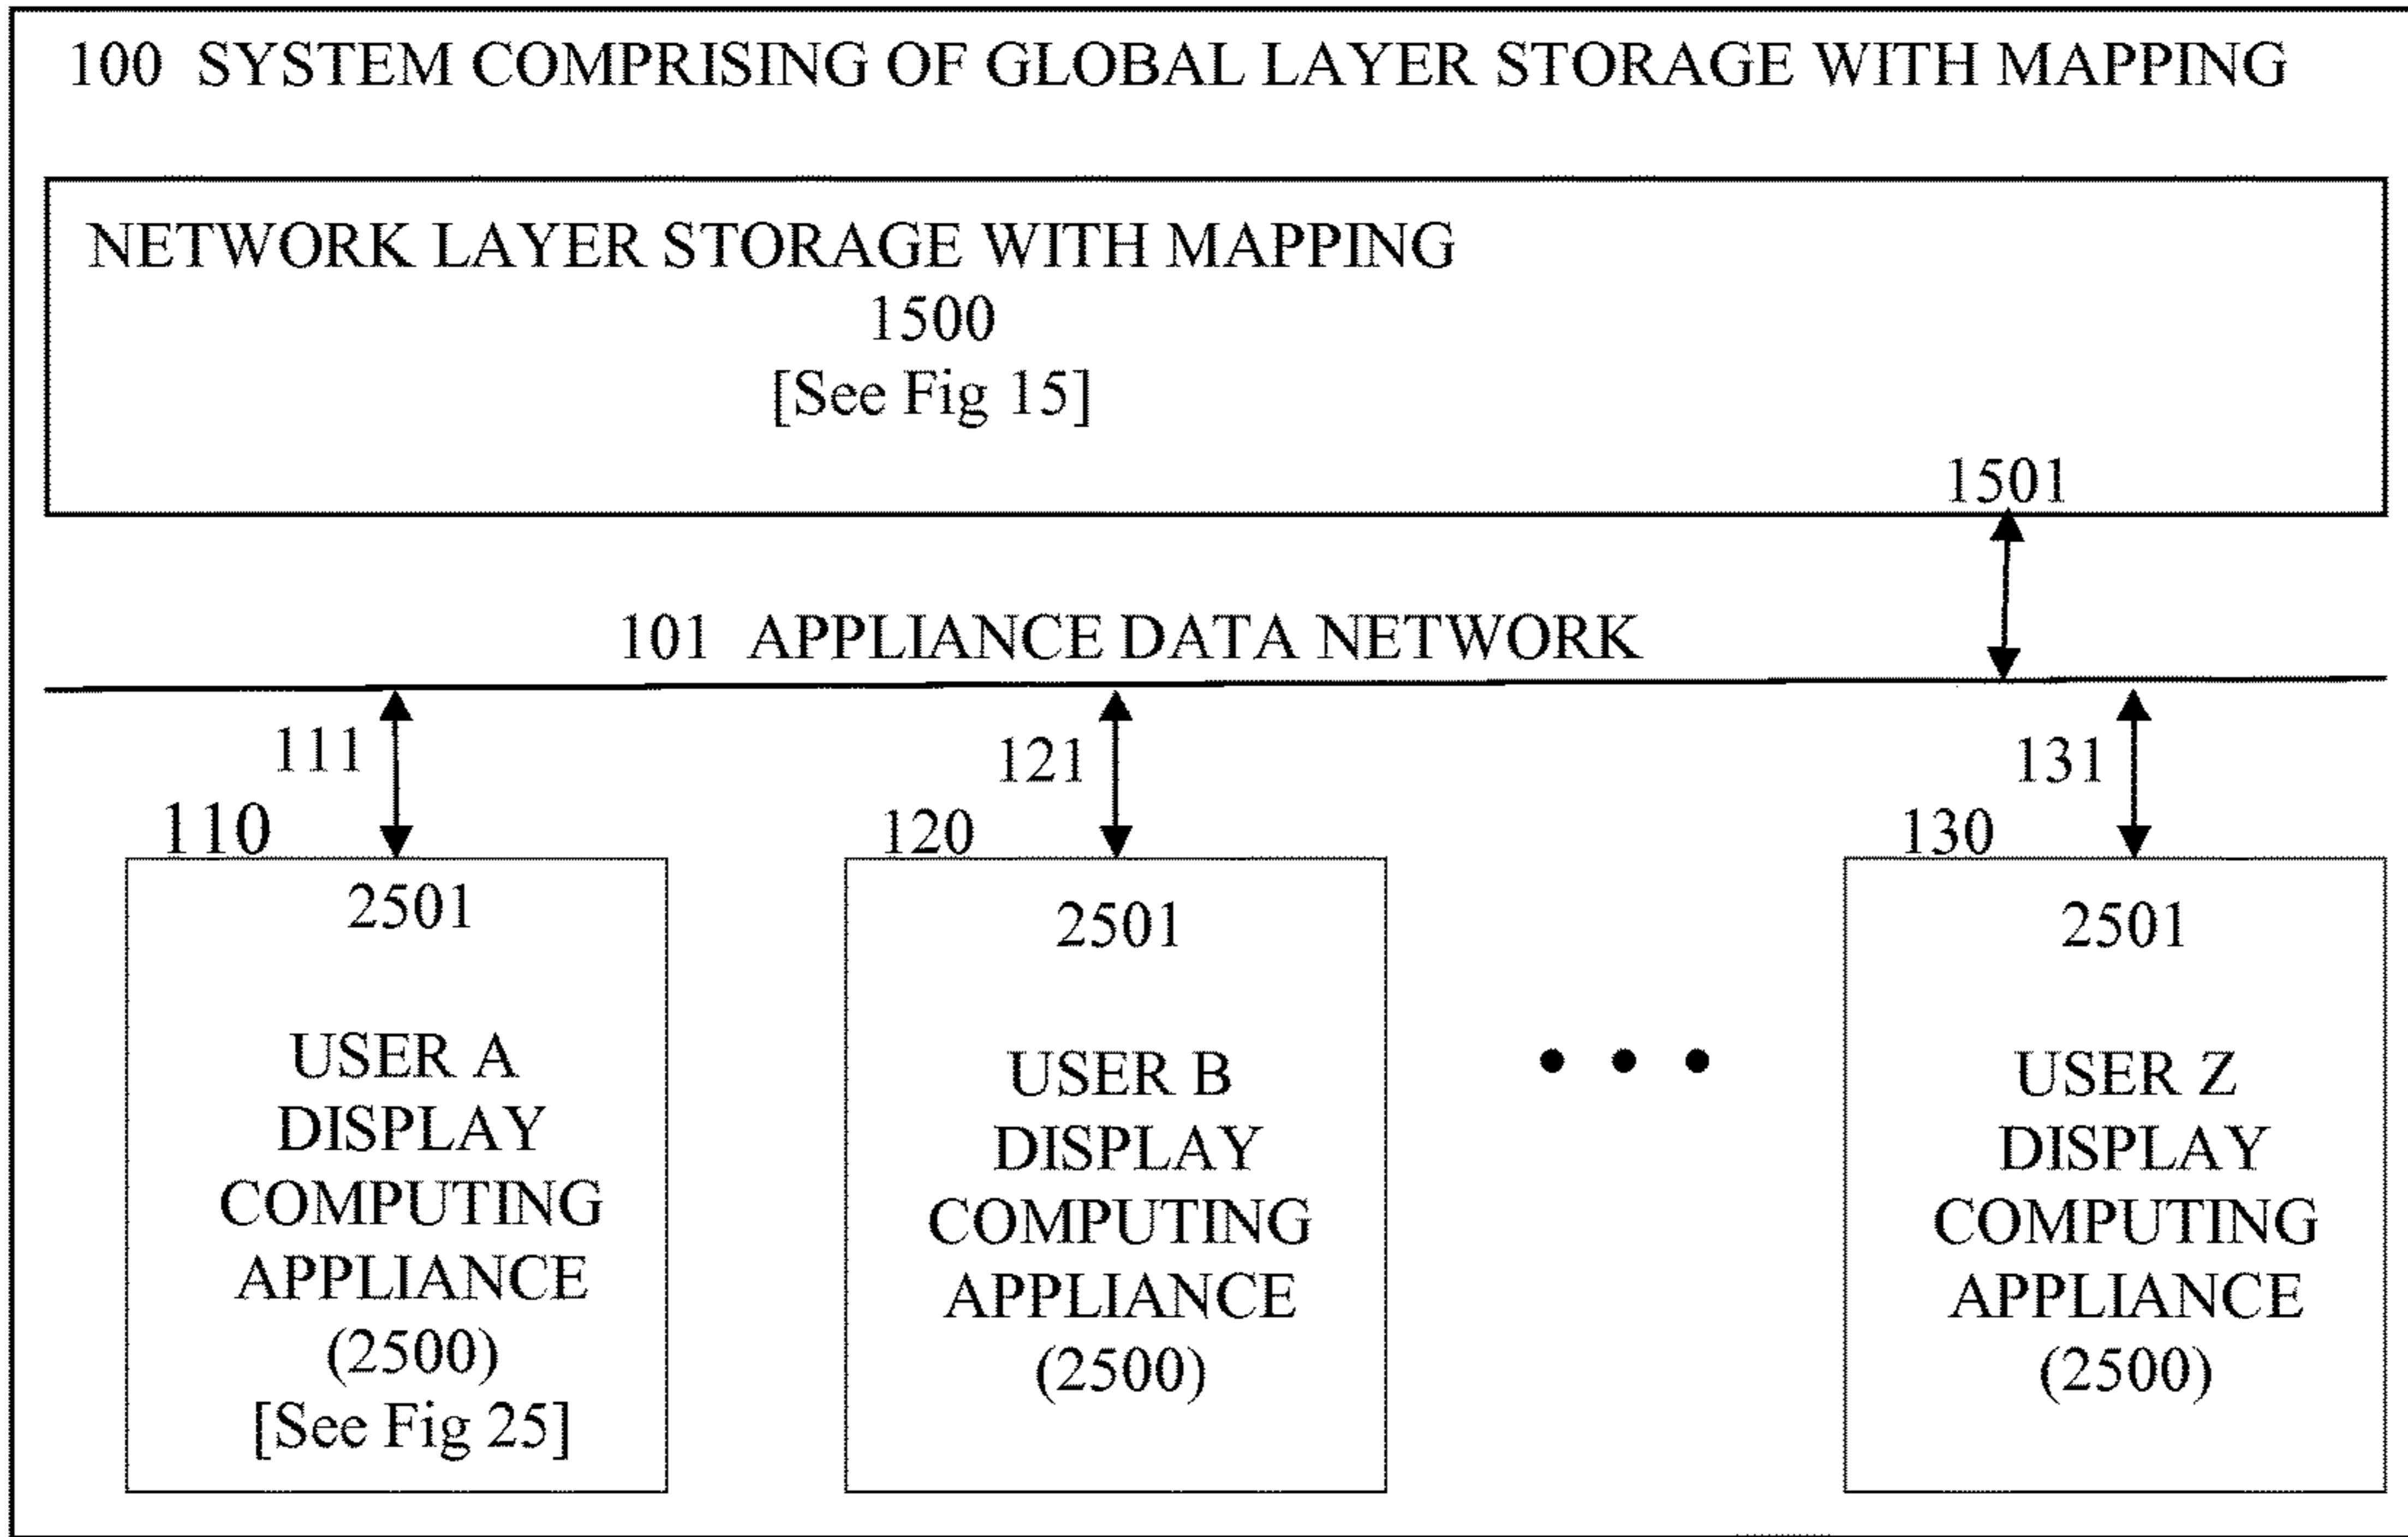 100 SYSTEM COMPRISING OF GLOBAL LAYER STORAGE WITH MAPPING
NETWORK LAYER STORAGE WITH MAPPING
1500
[See Fig 15]
1501
101 APPLIANCE DATA NETWORK
111
121
131
110
120
130
2501
USER A
DISPLAY
COMPUTING
APPLIANCE
(2500)
[See Fig 25]
2501
USER B
DISPLAY
COMPUTING
APPLIANCE
(2500)
• • •
2501
USER Z
DISPLAY
COMPUTING
APPLIANCE
(2500)